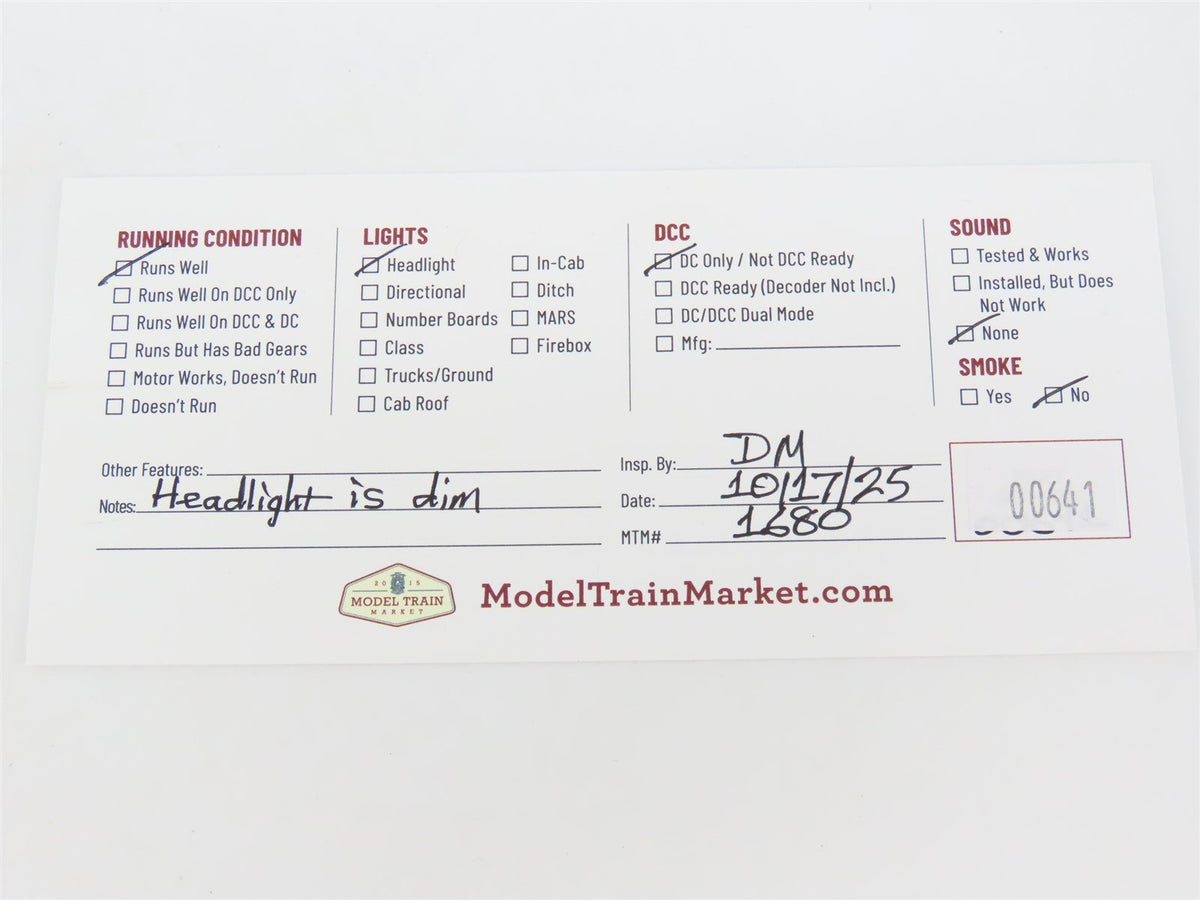 RUNNING CONDITION
Runs Well
Runs Well On DCC Only
Runs Well On DCC & DC
Runs But Has Bad Gears
Motor Works, Doesn't Run
Doesn't Run
LIGHTS
Headlight
Directional
Number Boards
Class
Trucks/Ground
Cab Roof
In-Cab
Ditch
MARS
Firebox
DCC
DC Only / Not DCC Ready
DCC Ready (Decoder Not Incl.)
DC/DCC Dual Mode
Mfg:
SOUND
Tested & Works
Installed, But Does
Not Work
None
SMOKE
Yes No
Other Features:
Notes: Headlight is dim
Insp. By: DM
Date: 10/17/25
MTM# 1680
00641
2015
MODEL TRAIN
MARKET
ModelTrainMarket.com